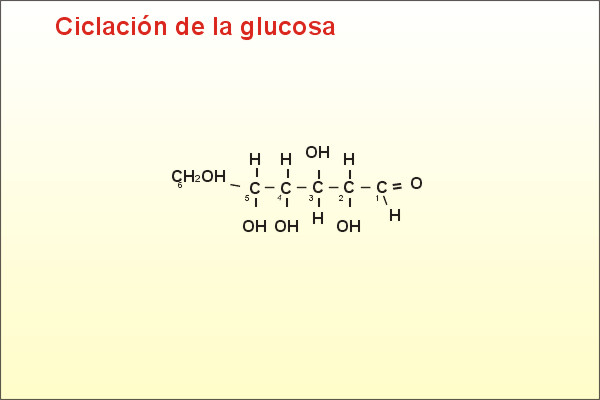 Ciclación de la glucosa
OH
H H H
CH2OH
6
C – C – C – C – C = O
5 4 3 2 1
H
OH OH H OH